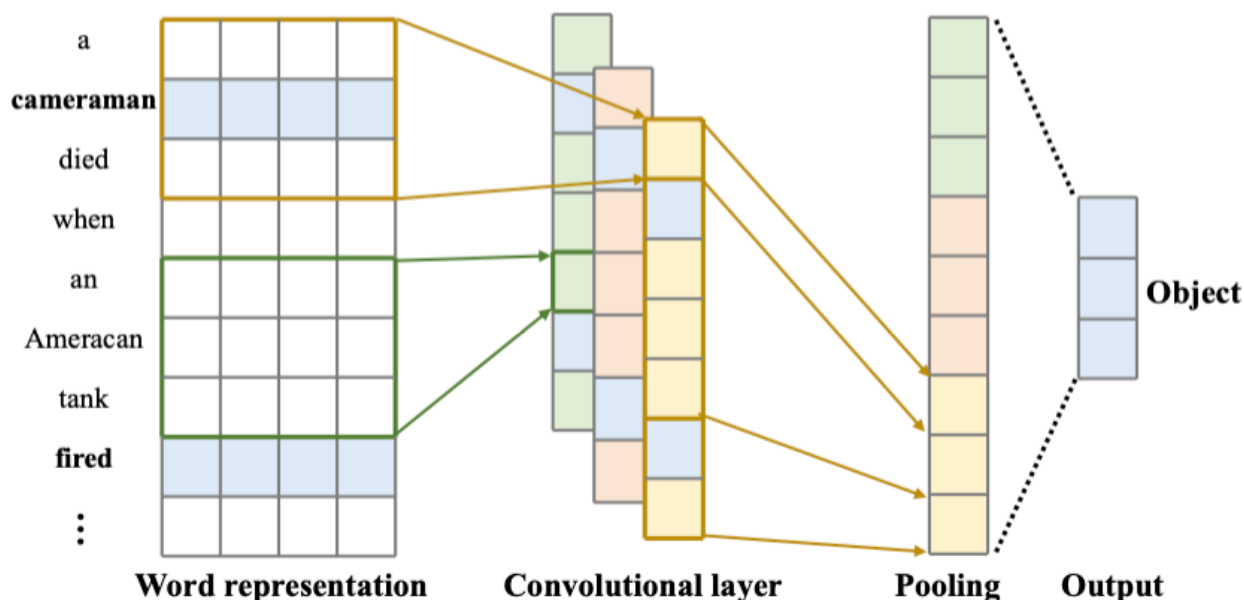 a
cameraman
died
when
an
Ameracan
tank
fired
⋮
Object
Word representation
Convolutional layer
Pooling
Output